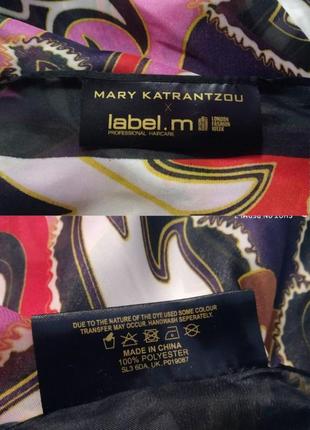 MARY KATRANTZOU
X
label.m LONDON
FASHION
WEEK
PROFESSIONAL HAIRCARE
DUE TO THE NATURE OF THE DYE USED SOME COLOUR
TRANSFER MAY OCCUR. HANDWASH SEPERATELY.
MADE IN CHINA
100% POLYESTER
SL3 6DA, UK. P019087